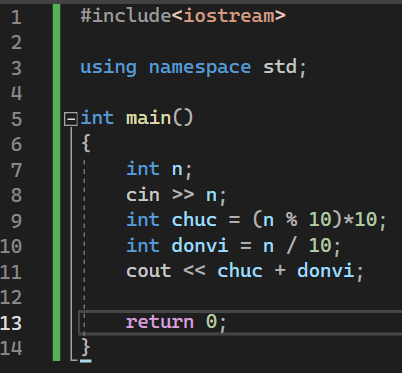 1 #include<iostream>
2
3 using namespace std;
4
5 int main()
6 {
7 int n;
8 cin >> n;
9 int chuc = (n % 10)*10;
10 int donvi = n / 10;
11 cout << chuc + donvi;
12
13 return 0;
14 }